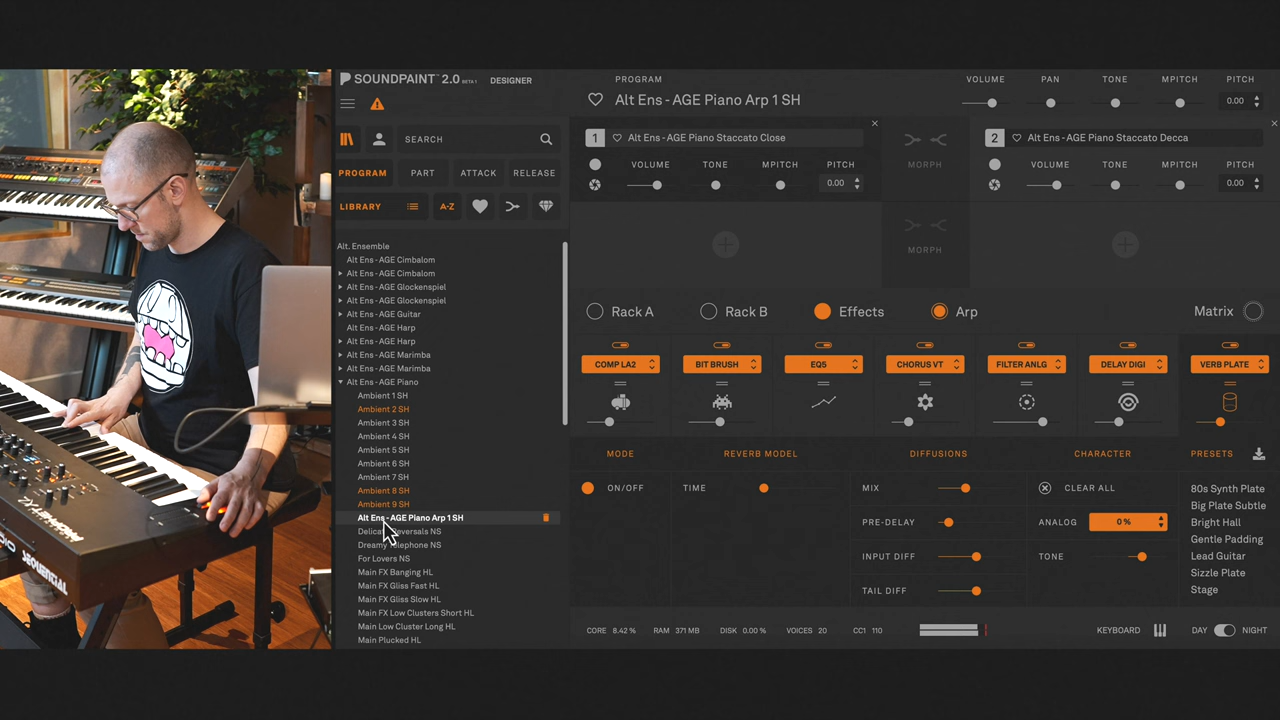 SOUNDPAINT™ 2.0 BETA 1 DESIGNER
SEARCH
PROGRAM PART ATTACK RELEASE
LIBRARY A-Z
Alt. Ensemble
Alt Ens - AGE Cimbalom
Alt Ens - AGE Cimbalom
Alt Ens - AGE Glockenspiel
Alt Ens - AGE Glockenspiel
Alt Ens - AGE Guitar
Alt Ens - AGE Harp
Alt Ens - AGE Harp
Alt Ens - AGE Marimba
Alt Ens - AGE Marimba
Alt Ens - AGE Piano
Ambient 1 SH
Ambient 2 SH
Ambient 3 SH
Ambient 4 SH
Ambient 5 SH
Ambient 6 SH
Ambient 7 SH
Ambient 8 SH
Ambient 9 SH
Alt Ens - AGE Piano Arp 1 SH
NS
Dreamy Telephone NS
For Lovers NS
Main FX Banging HL
Main FX Gliss Fast HL
Main FX Gliss Slow HL
Main FX Low Clusters Short HL
Main Low Cluster Long HL
Main Plucked HL
PROGRAM
Alt Ens - AGE Piano Arp 1 SH
VOLUME PAN TONE MPITCH PITCH
0.00
1 Alt Ens - AGE Piano Staccato Close
VOLUME TONE MPITCH PITCH
0.00
MORPH
2 Alt Ens - AGE Piano Staccato Decca
VOLUME TONE MPITCH PITCH
0.00
MORPH
Rack A Rack B Effects Arp Matrix
COMP LA2 BIT BRUSH EQ5 CHORUS VT FILTER ANLG DELAY DIGI VERB PLATE
MODE REVERB MODEL DIFFUSIONS CHARACTER PRESETS
ON/OFF TIME MIX CLEAR ALL
PRE-DELAY ANALOG 0 %
INPUT DIFF TONE
TAIL DIFF
80s Synth Plate
Big Plate Subtle
Bright Hall
Gentle Padding
Lead Guitar
Sizzle Plate
Stage
CORE 8.42 % RAM 371 MB DISK 0.00 % VOICES 20 CC1 110 KEYBOARD DAY NIGHT
SEQUENTIAL